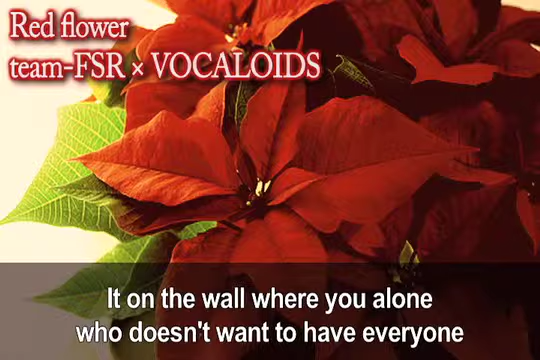 Red flower
team-FSR × VOCALOIDS
It on the wall where you alone
who doesn't want to have everyone